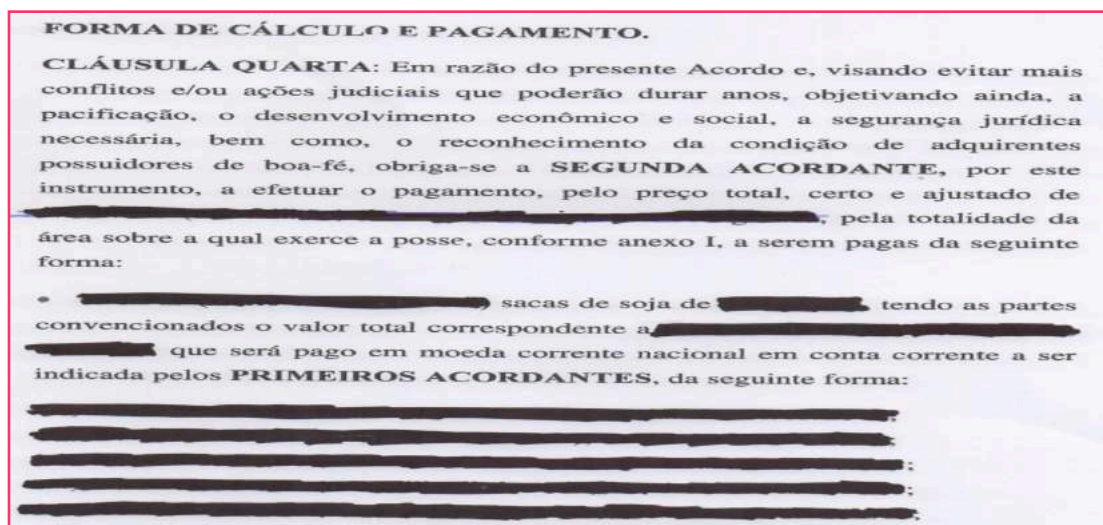 FORMA DE CÁLCULO E PAGAMENTO.
CLÁUSULA QUARTA: Em razão do presente Acordo e, visando evitar mais
conflitos e/ou ações judiciais que poderão durar anos, objetivando ainda, a
pacificação, o desenvolvimento econômico e social, a segurança jurídica
necessária, bem como, o reconhecimento da condição de adquirentes
possuidores de boa-fé, obriga-se a SEGUNDA ACORDANTE, por este
instrumento, a efetuar o pagamento, pelo preço total, certo e ajustado de
, pela totalidade da
área sobre a qual exerce a posse, conforme anexo I, a serem pagas da seguinte
forma:
• sacas de soja de tendo as partes
convencionados o valor total correspondente a
que será pago em moeda corrente nacional em conta corrente a ser
indicada pelos PRIMEIROS ACORDANTES, da seguinte forma:
;
;
;
;
;